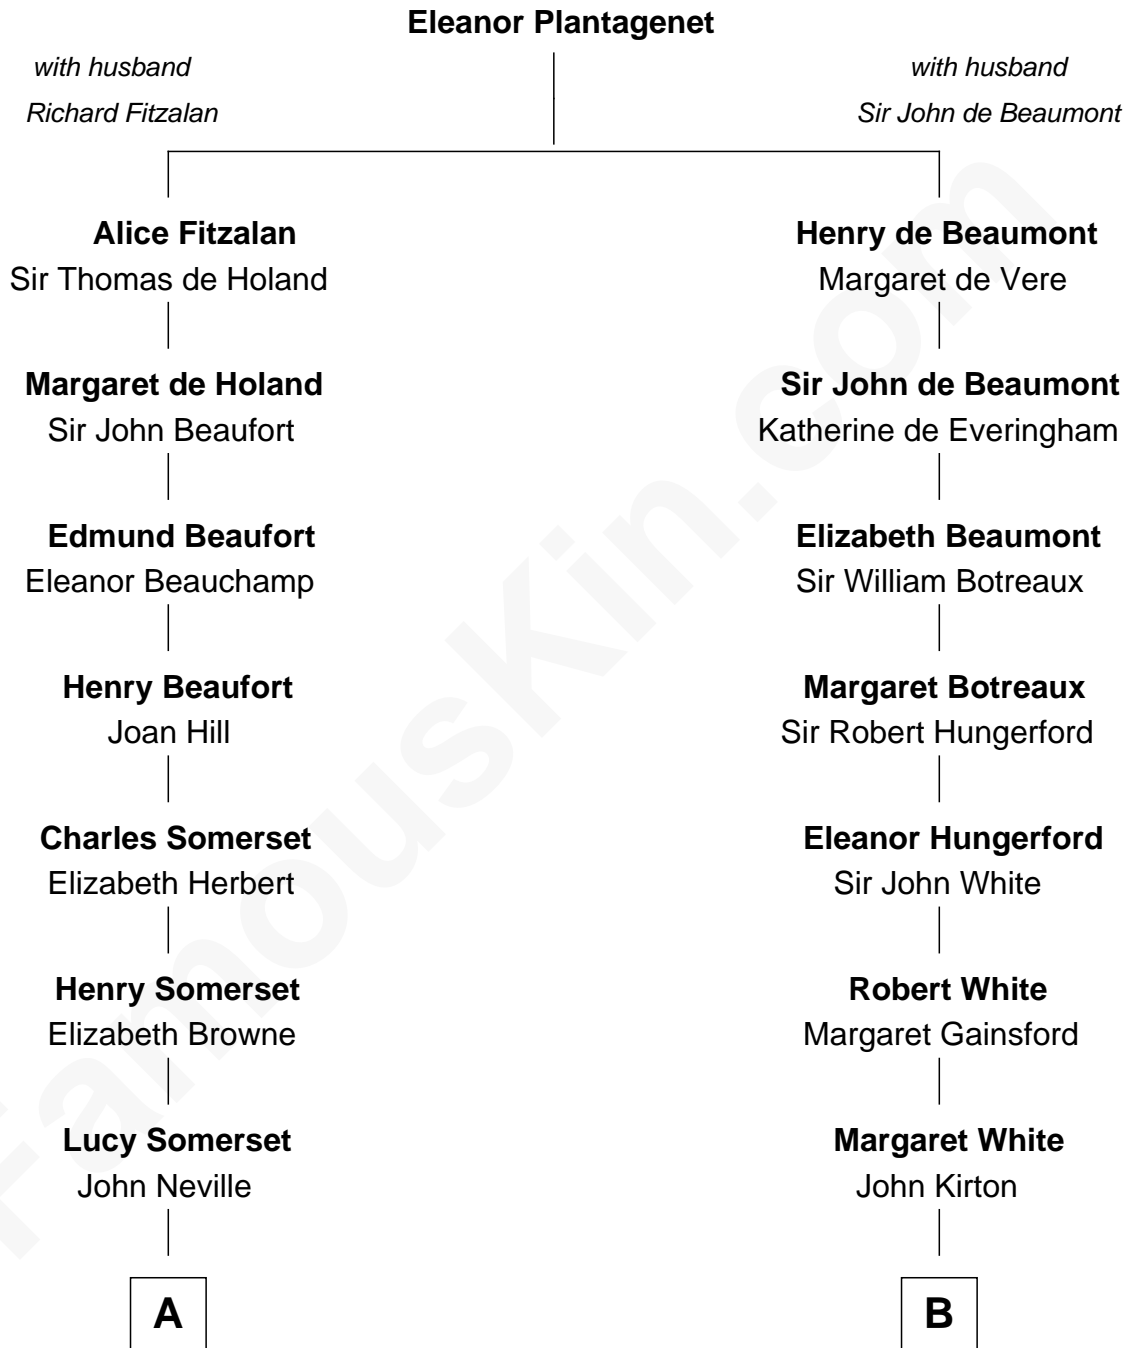 Eleanor Plantagenet
with husband
Richard Fitzalan
with husband
Sir John de Beaumont
Alice Fitzalan
Sir Thomas de Holand
Henry de Beaumont
Margaret de Vere
Margaret de Holand
Sir John Beaufort
Sir John de Beaumont
Katherine de Everingham
Edmund Beaufort
Eleanor Beauchamp
Elizabeth Beaumont
Sir William Botreaux
Henry Beaufort
Joan Hill
Margaret Botreaux
Sir Robert Hungerford
Charles Somerset
Elizabeth Herbert
Eleanor Hungerford
Sir John White
Henry Somerset
Elizabeth Browne
Robert White
Margaret Gainsford
Lucy Somerset
John Neville
Margaret White
John Kirton
A
B
FamousKin.com